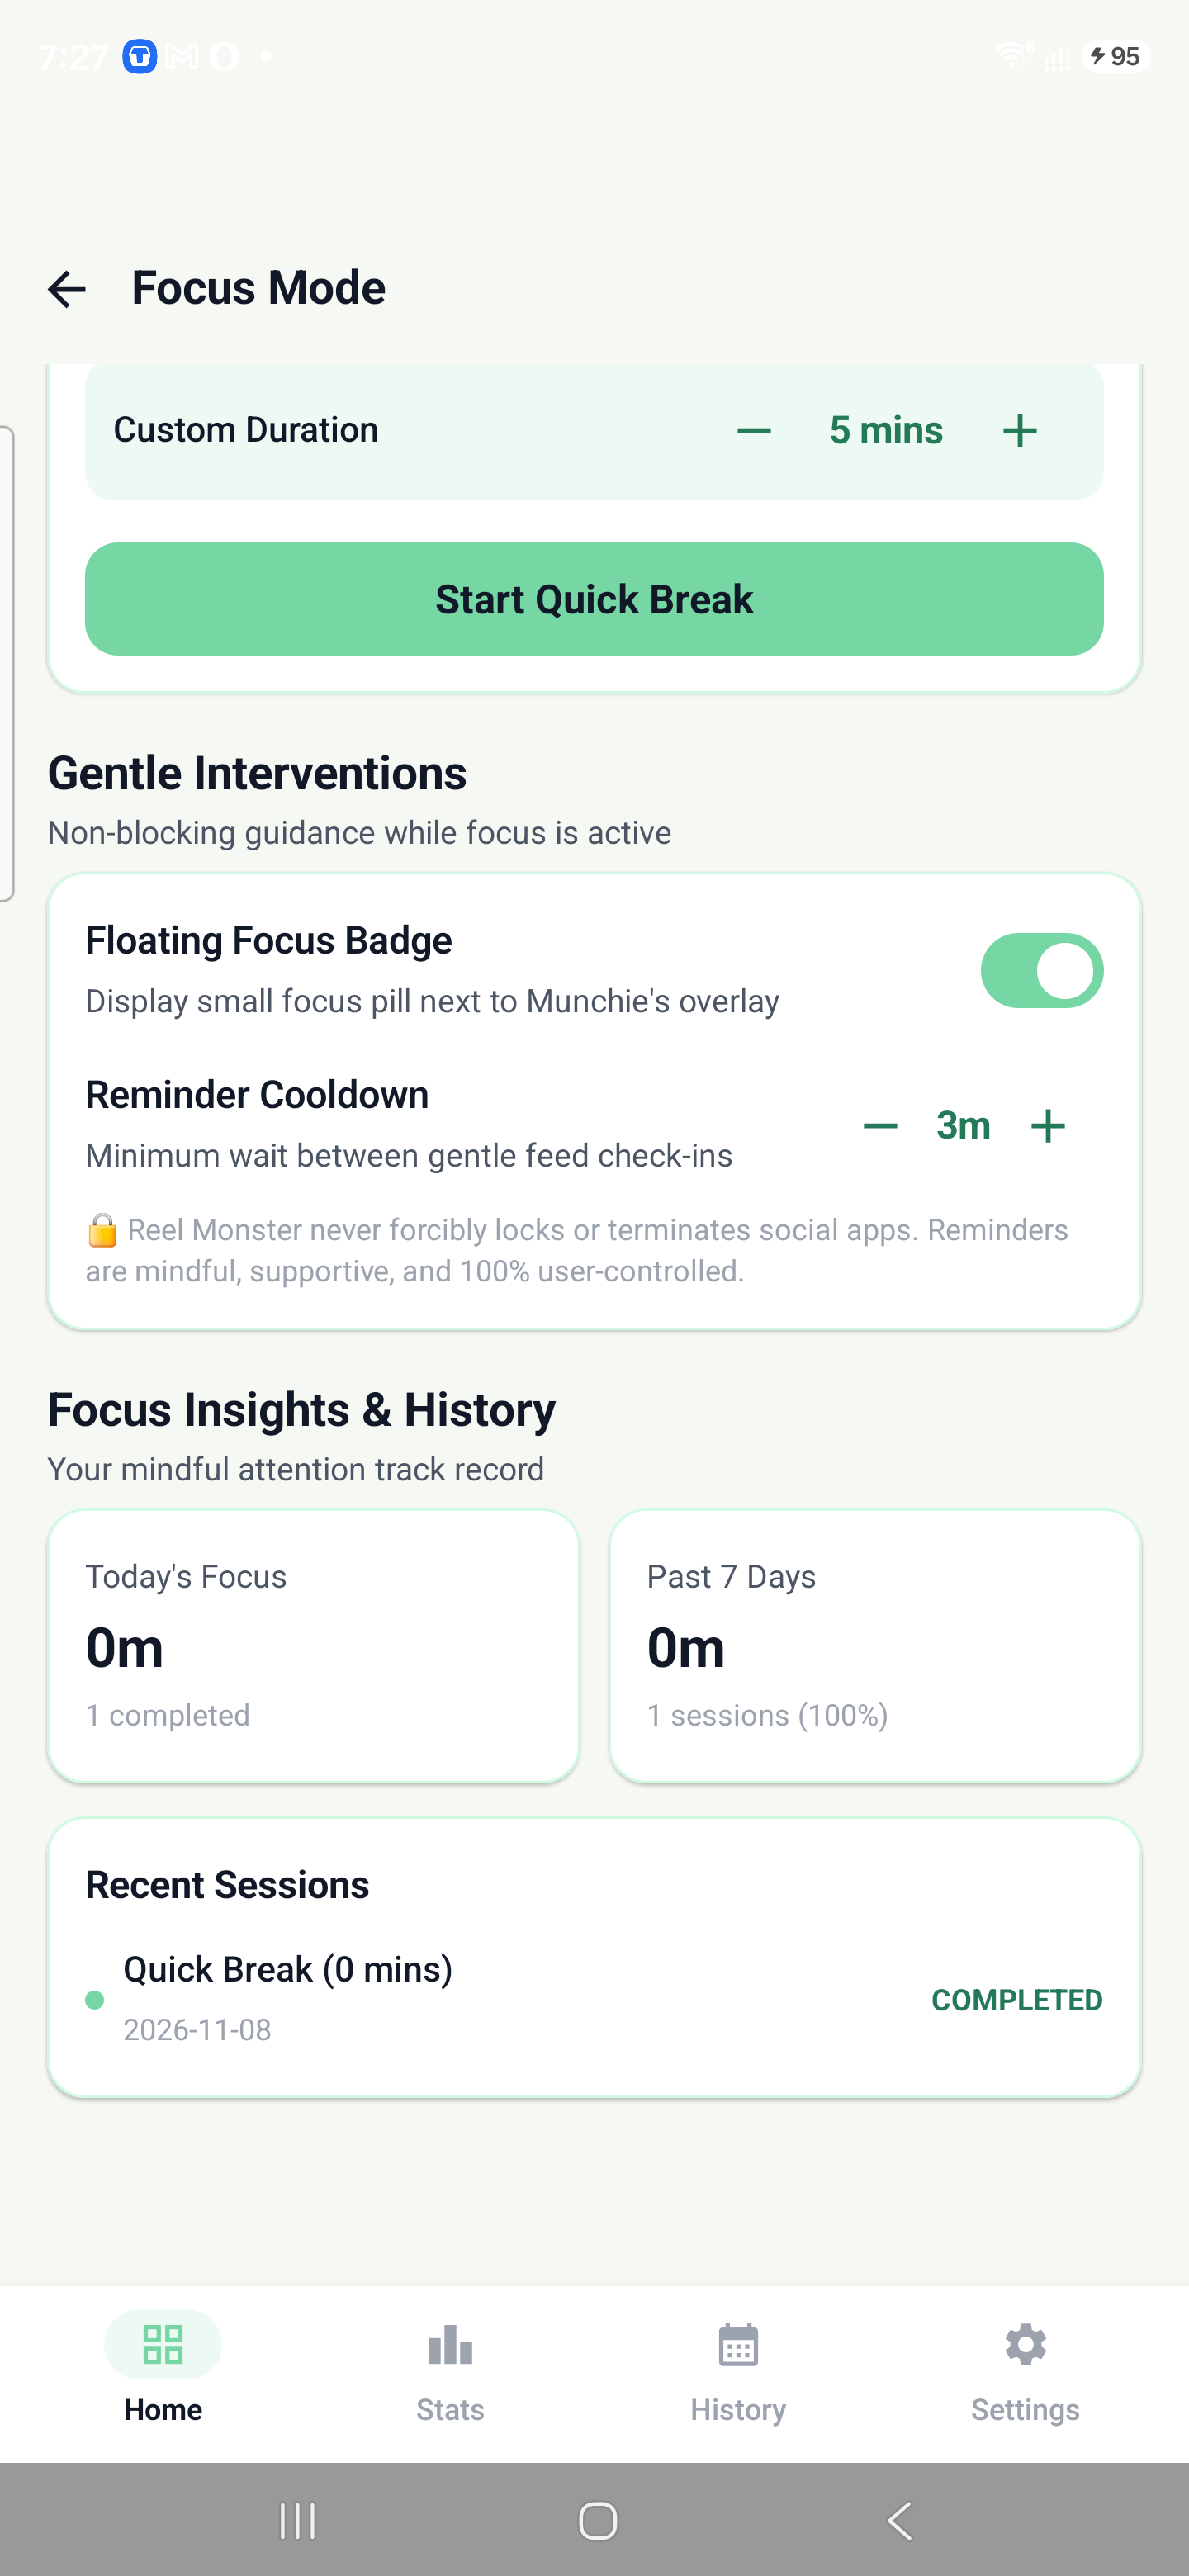 7:27
6
95
Focus Mode
Custom Duration
5 mins
Start Quick Break
Gentle Interventions
Non-blocking guidance while focus is active
Floating Focus Badge
Display small focus pill next to Munchie's overlay
Reminder Cooldown
Minimum wait between gentle feed check-ins
3m
🔒 Reel Monster never forcibly locks or terminates social apps. Reminders
are mindful, supportive, and 100% user-controlled.
Focus Insights & History
Your mindful attention track record
Today's Focus
0m
1 completed
Past 7 Days
0m
1 sessions (100%)
Recent Sessions
Quick Break (0 mins)
2026-11-08
COMPLETED
Home
Stats
History
Settings